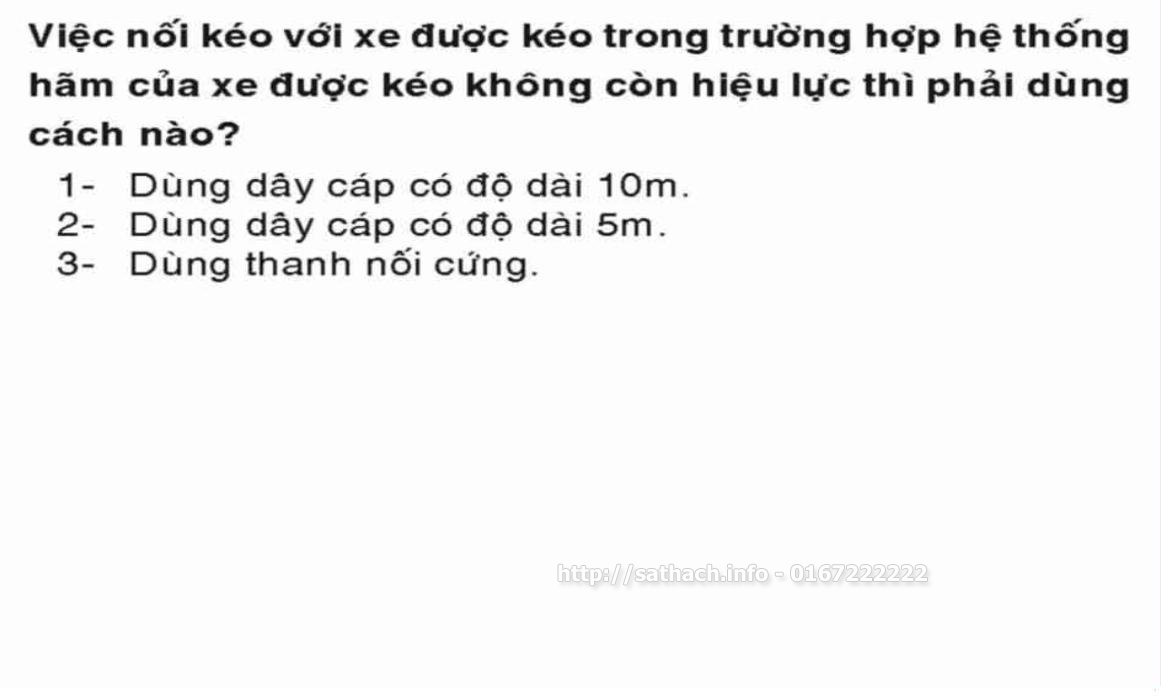 Việc nối kéo với xe được kéo trong trường hợp hệ thống
hãm của xe được kéo không còn hiệu lực thì phải dùng
cách nào?
1- Dùng dây cáp có độ dài 10m.
2- Dùng dây cáp có độ dài 5m.
3- Dùng thanh nối cứng.
http://sathach.info - 0167222222